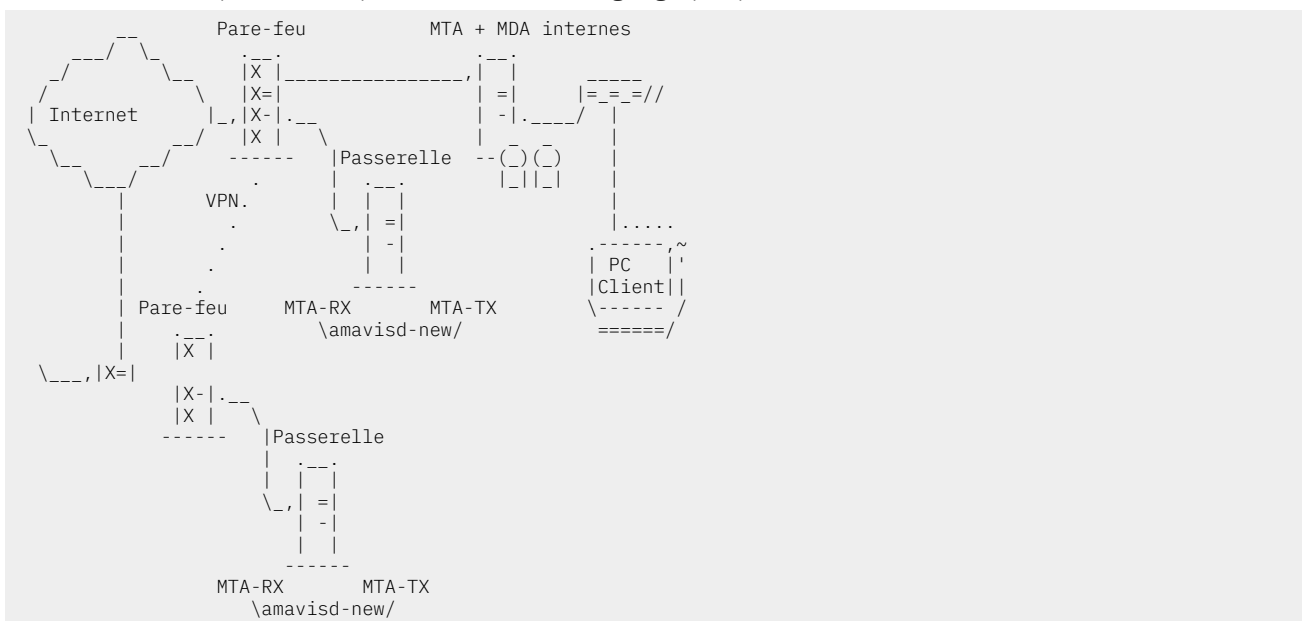 Pare-feu MTA + MDA internes
Internet
Passerelle
VPN.
PC
Client
Pare-feu MTA-RX MTA-TX
\amavisd-new/
Passerelle
MTA-RX MTA-TX
\amavisd-new/